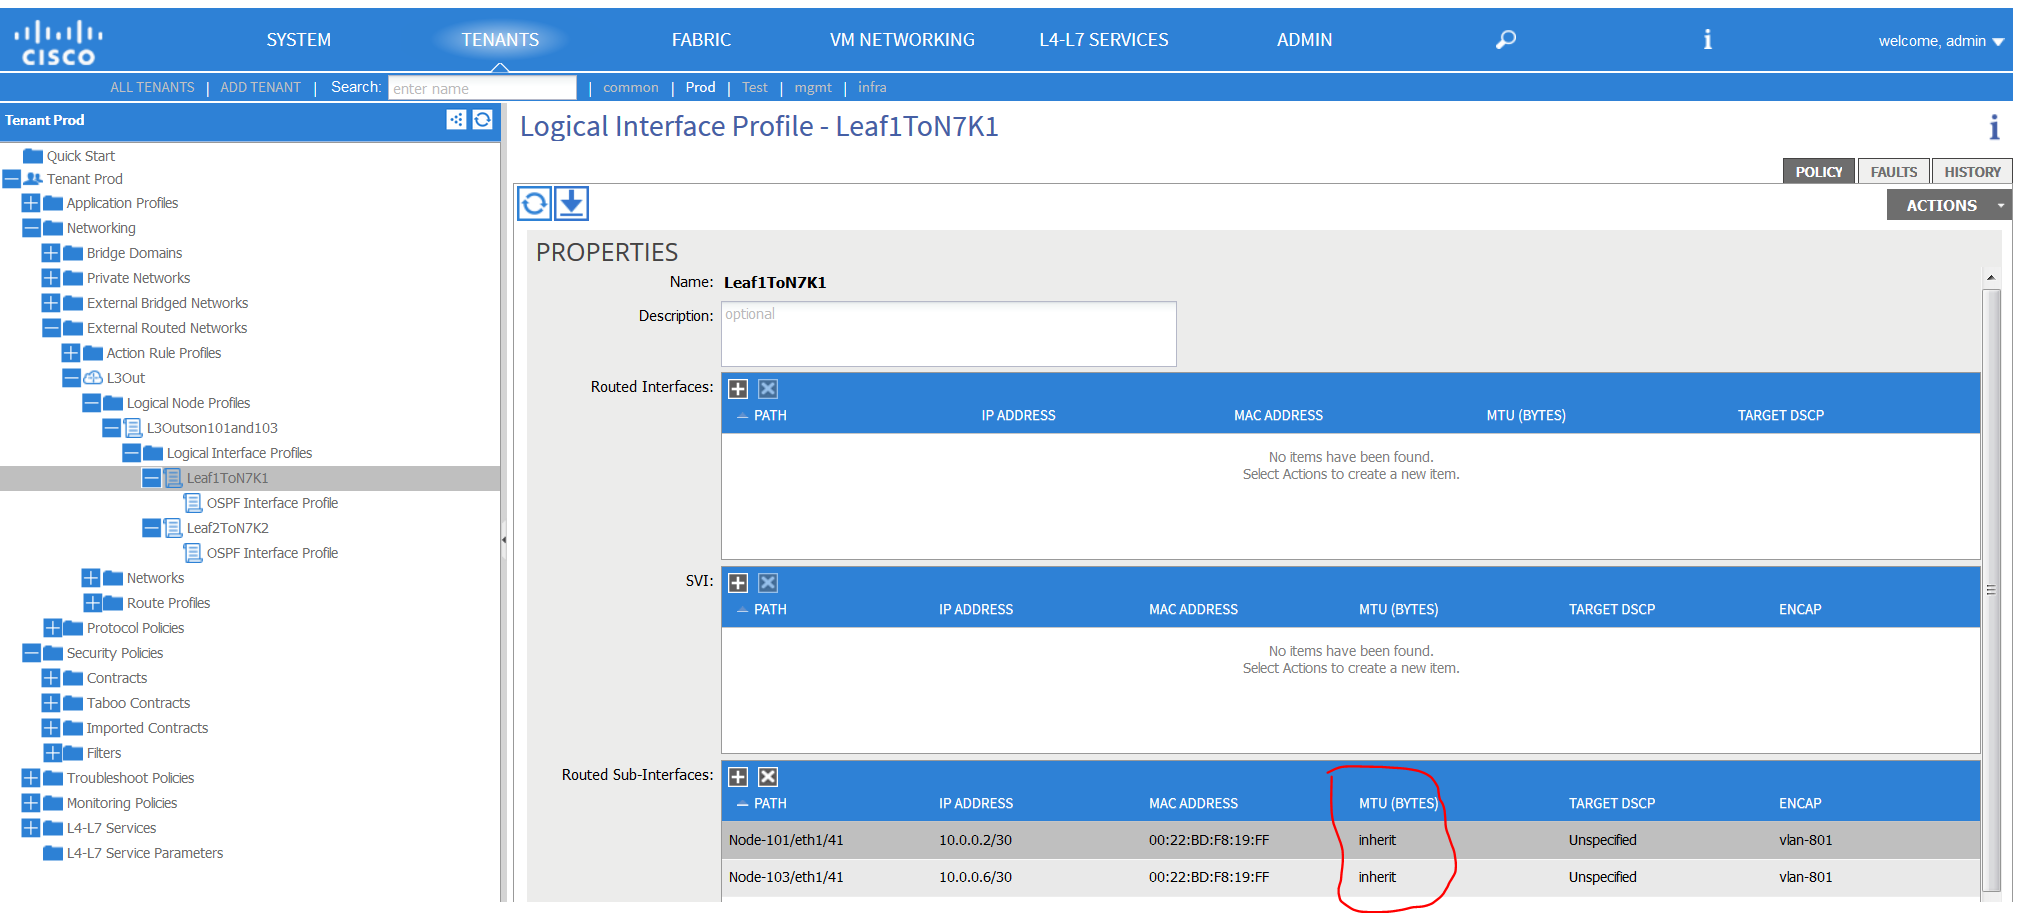 CISCO
SYSTEM TENANTS FABRIC VM NETWORKING L4-L7 SERVICES ADMIN i welcome, admin
ALL TENANTS | ADD TENANT | Search: enter name | common | Prod | Test | mgmt | infra
Tenant Prod
Quick Start
Tenant Prod
Application Profiles
Networking
Bridge Domains
Private Networks
External Bridged Networks
External Routed Networks
Action Rule Profiles
L3Out
Logical Node Profiles
L3Outson101and103
Logical Interface Profiles
Leaf1ToN7K1
OSPF Interface Profile
Leaf2ToN7K2
OSPF Interface Profile
Networks
Route Profiles
Protocol Policies
Security Policies
Contracts
Taboo Contracts
Imported Contracts
Filters
Troubleshoot Policies
Monitoring Policies
L4-L7 Services
L4-L7 Service Parameters
Logical Interface Profile - Leaf1ToN7K1
i
POLICY FAULTS HISTORY
ACTIONS
PROPERTIES
Name: Leaf1ToN7K1
Description: optional
Routed Interfaces:
PATH IP ADDRESS MAC ADDRESS MTU (BYTES) TARGET DSCP
No items have been found.
Select Actions to create a new item.
SVI:
PATH IP ADDRESS MAC ADDRESS MTU (BYTES) TARGET DSCP ENCAP
No items have been found.
Select Actions to create a new item.
Routed Sub-Interfaces:
PATH IP ADDRESS MAC ADDRESS MTU (BYTES) TARGET DSCP ENCAP
Node-101/eth1/41 10.0.0.2/30 00:22:BD:F8:19:FF inherit Unspecified vlan-801
Node-103/eth1/41 10.0.0.6/30 00:22:BD:F8:19:FF inherit Unspecified vlan-801